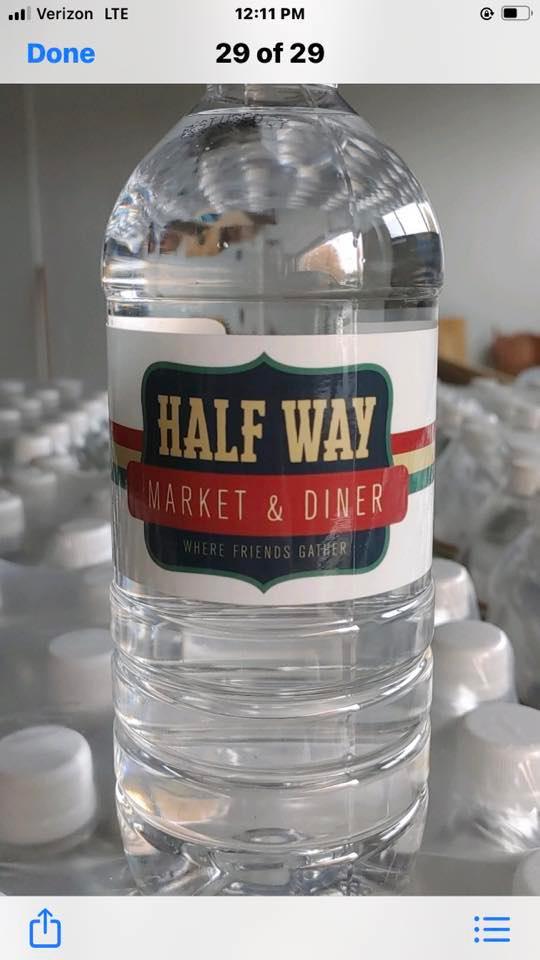 Verizon LTE 12:11 PM
Done 29 of 29
HALF WAY
MARKET & DINER
WHERE FRIENDS GATHER